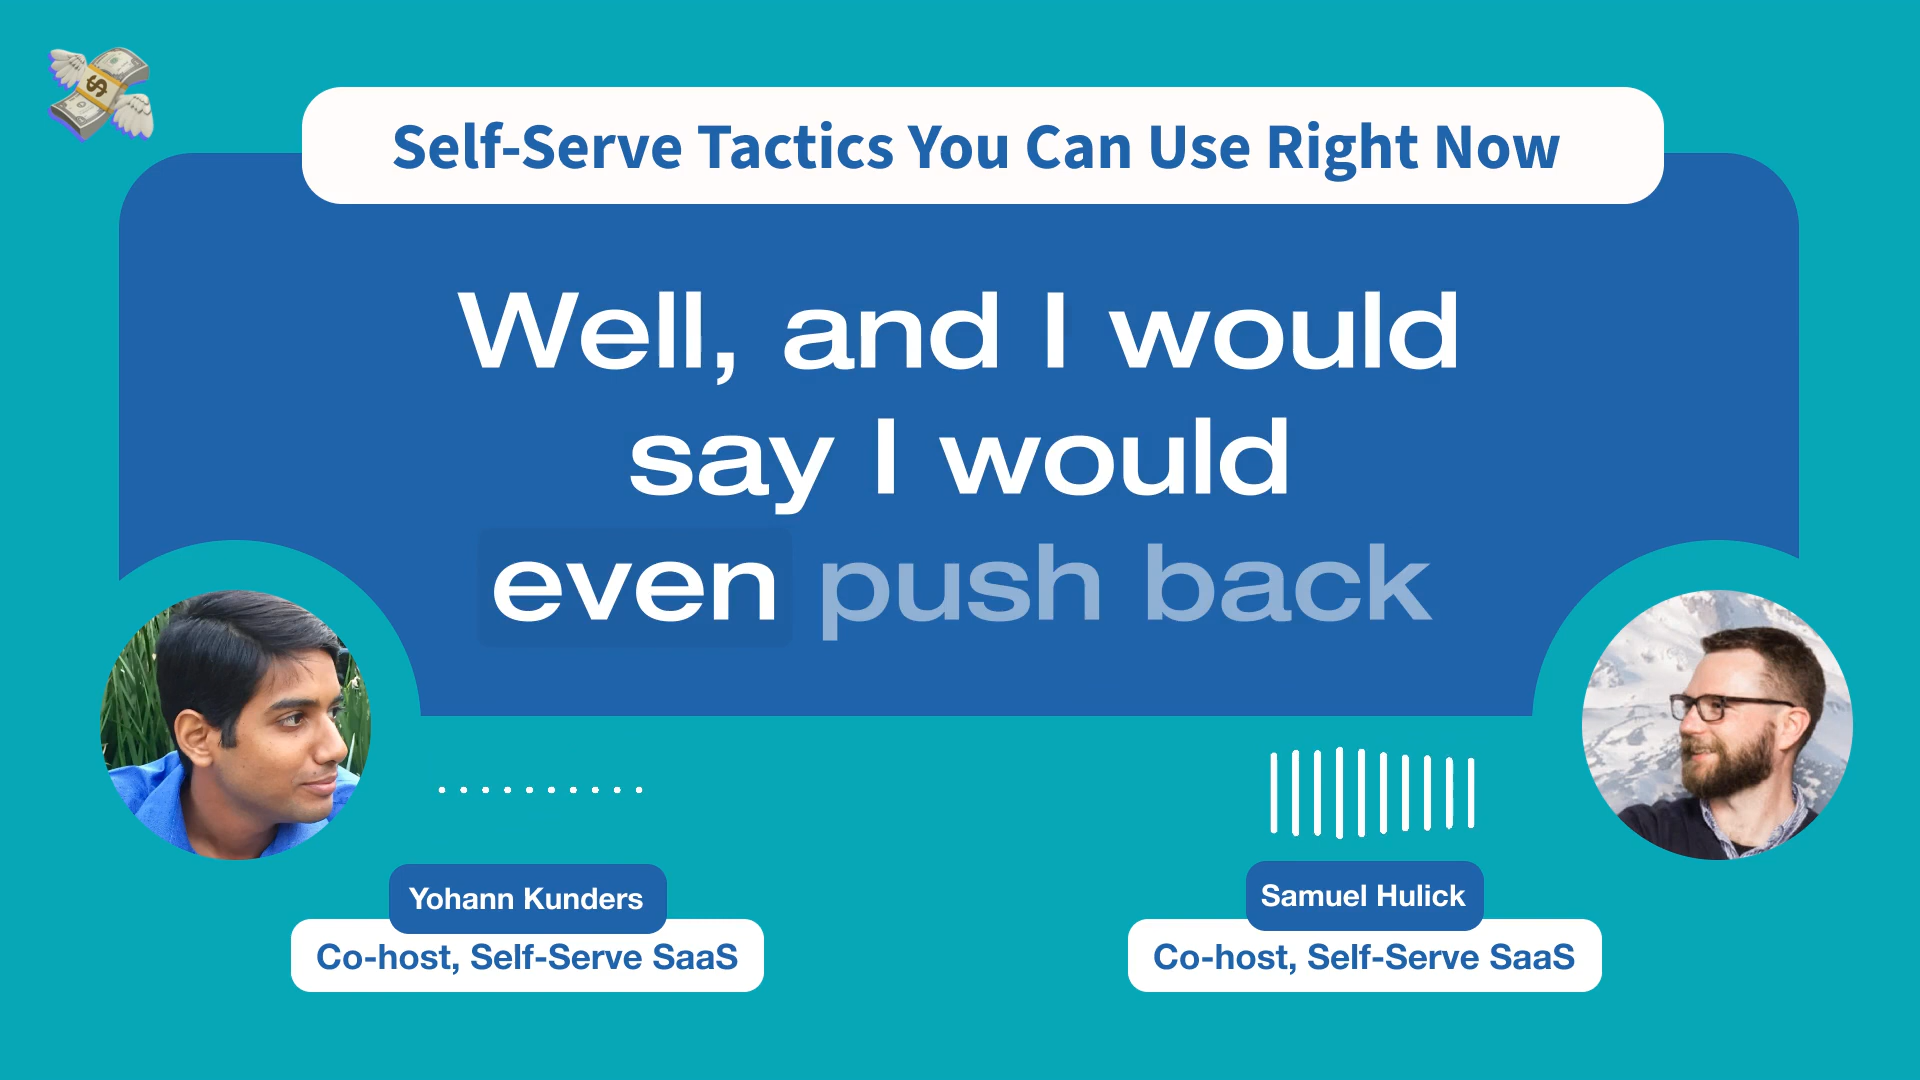 Self-Serve Tactics You Can Use Right Now
Well, and I would
say I would
even push back
Yohann Kunders
Co-host, Self-Serve SaaS
Samuel Hulick
Co-host, Self-Serve SaaS